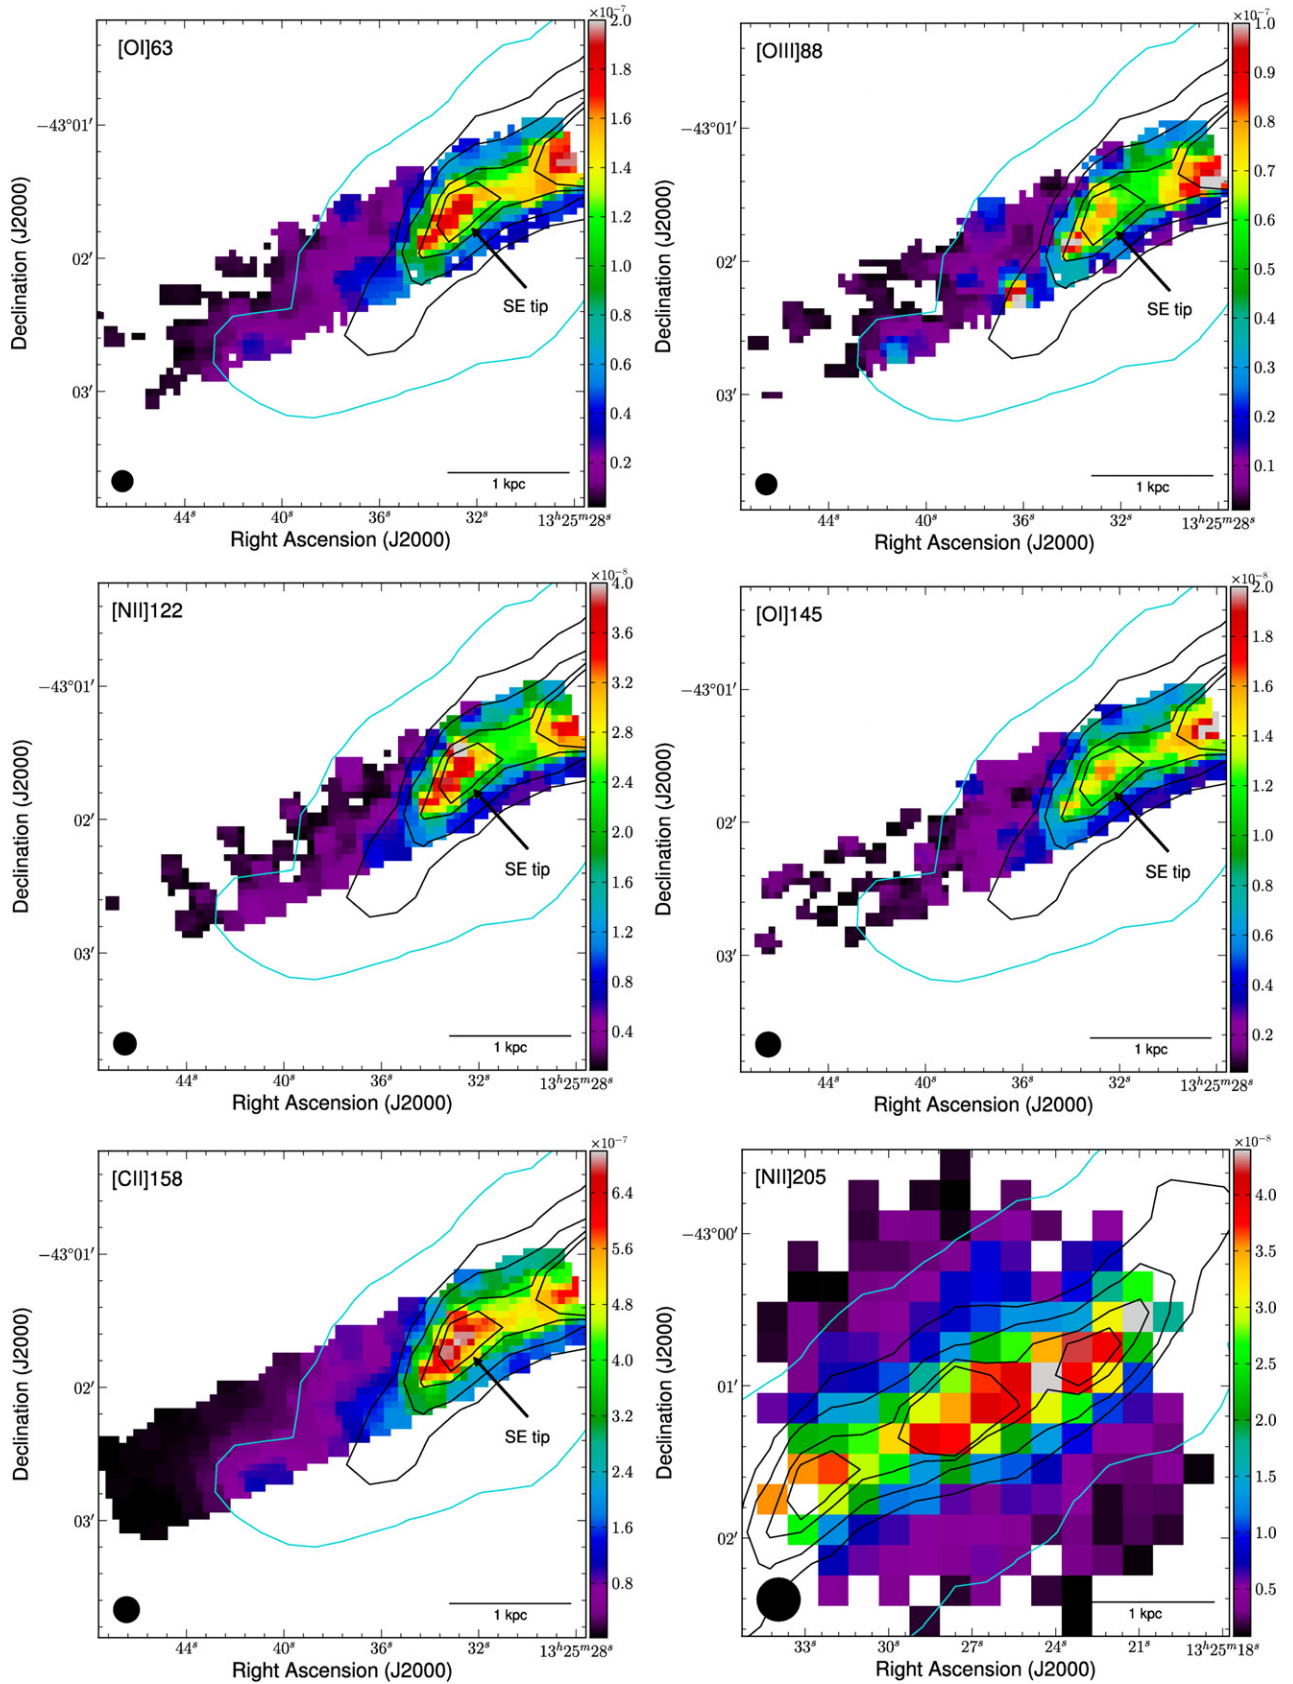 [OI]63
×10⁻⁷
2.0
1.8
1.6
1.4
1.2
1.0
0.8
0.6
0.4
0.2
−43°01′
02′
03′
Declination (J2000)
SE tip
1 kpc
44ˢ 40ˢ 36ˢ 32ˢ 13ʰ25ᵐ28ˢ
Right Ascension (J2000)
[OIII]88
×10⁻⁷
1.0
0.9
0.8
0.7
0.6
0.5
0.4
0.3
0.2
0.1
−43°01′
02′
03′
Declination (J2000)
SE tip
1 kpc
44ˢ 40ˢ 36ˢ 32ˢ 13ʰ25ᵐ28ˢ
Right Ascension (J2000)
[NII]122
×10⁻⁸
4.0
3.6
3.2
2.8
2.4
2.0
1.6
1.2
0.8
0.4
−43°01′
02′
03′
Declination (J2000)
SE tip
1 kpc
44ˢ 40ˢ 36ˢ 32ˢ 13ʰ25ᵐ28ˢ
Right Ascension (J2000)
[OI]145
×10⁻⁸
2.0
1.8
1.6
1.4
1.2
1.0
0.8
0.6
0.4
0.2
−43°01′
02′
03′
Declination (J2000)
SE tip
1 kpc
44ˢ 40ˢ 36ˢ 32ˢ 13ʰ25ᵐ28ˢ
Right Ascension (J2000)
[CII]158
×10⁻⁷
6.4
5.6
4.8
4.0
3.2
2.4
1.6
0.8
−43°01′
02′
03′
Declination (J2000)
SE tip
1 kpc
44ˢ 40ˢ 36ˢ 32ˢ 13ʰ25ᵐ28ˢ
Right Ascension (J2000)
[NII]205
×10⁻⁸
4.0
3.5
3.0
2.5
2.0
1.5
1.0
0.5
−43°00′
01′
02′
Declination (J2000)
1 kpc
33ˢ 30ˢ 27ˢ 24ˢ 21ˢ 13ʰ25ᵐ18ˢ
Right Ascension (J2000)